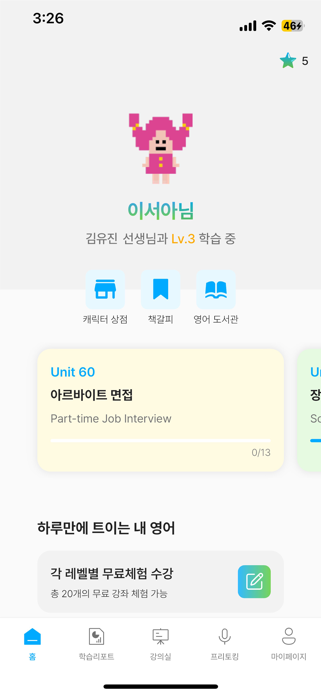 3:26
46
5
이서아님
김유진 선생님과 Lv.3 학습 중
캐릭터 상점
책갈피
영어 도서관
Unit 60
아르바이트 면접
Part-time Job Interview
0/13
하루만에 트이는 내 영어
각 레벨별 무료체험 수강
총 20개의 무료 강좌 체험 가능
홈
학습리포트
강의실
프리토킹
마이페이지